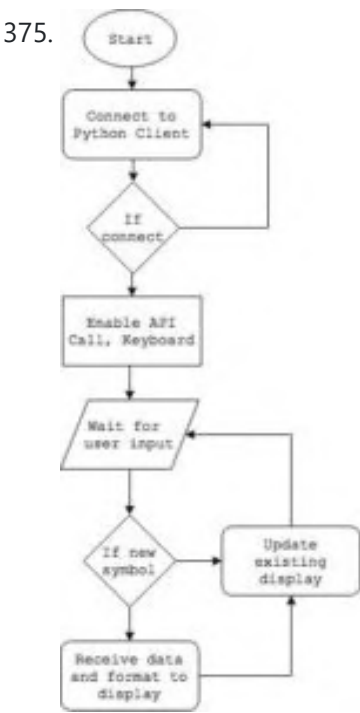 375.
Start
Connect to
Python Client
If
connect
Enable API
Call, Keyboard
Wait for
user input
If new
symbol
Update
existing
display
Receive data
and format to
display